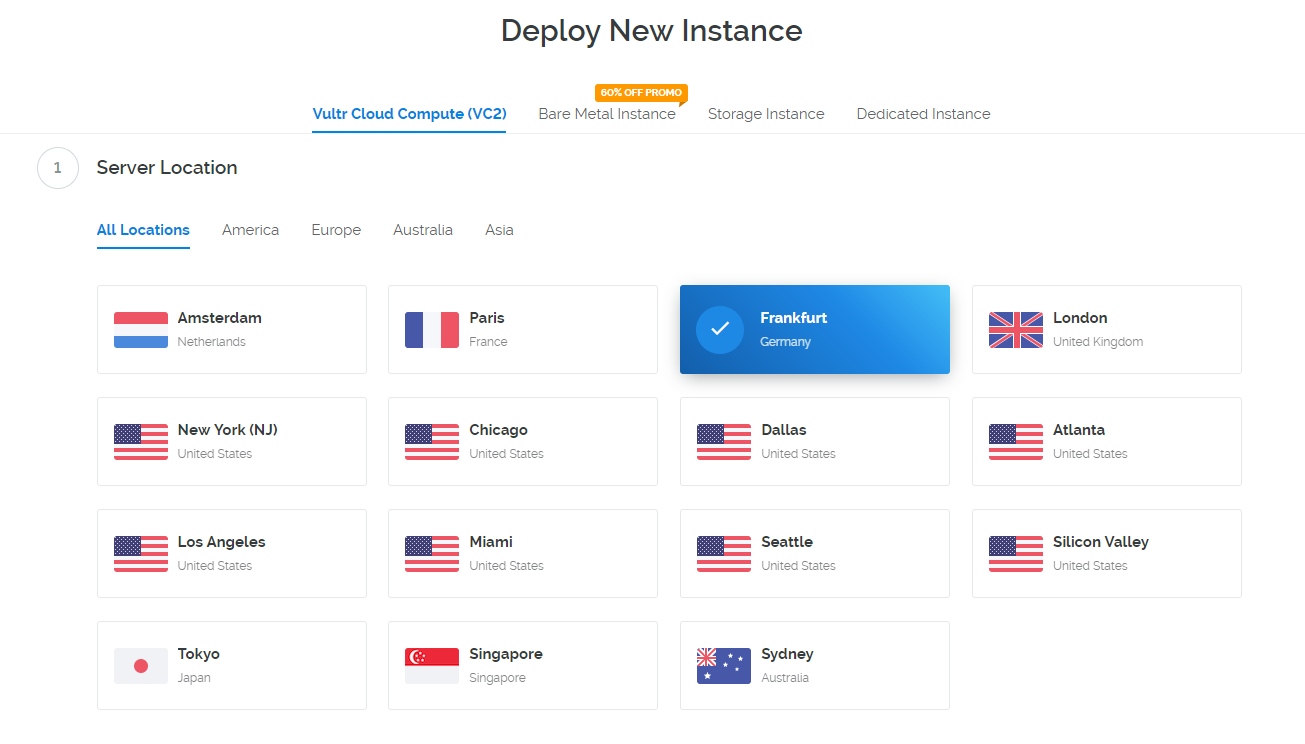 Deploy New Instance
60% OFF PROMO
Vultr Cloud Compute (VC2) Bare Metal Instance Storage Instance Dedicated Instance
1 Server Location
All Locations America Europe Australia Asia
Amsterdam Paris Frankfurt London
Netherlands France Germany United Kingdom
New York (NJ) Chicago Dallas Atlanta
United States United States United States United States
Los Angeles Miami Seattle Silicon Valley
United States United States United States United States
Tokyo Singapore Sydney
Japan Singapore Australia